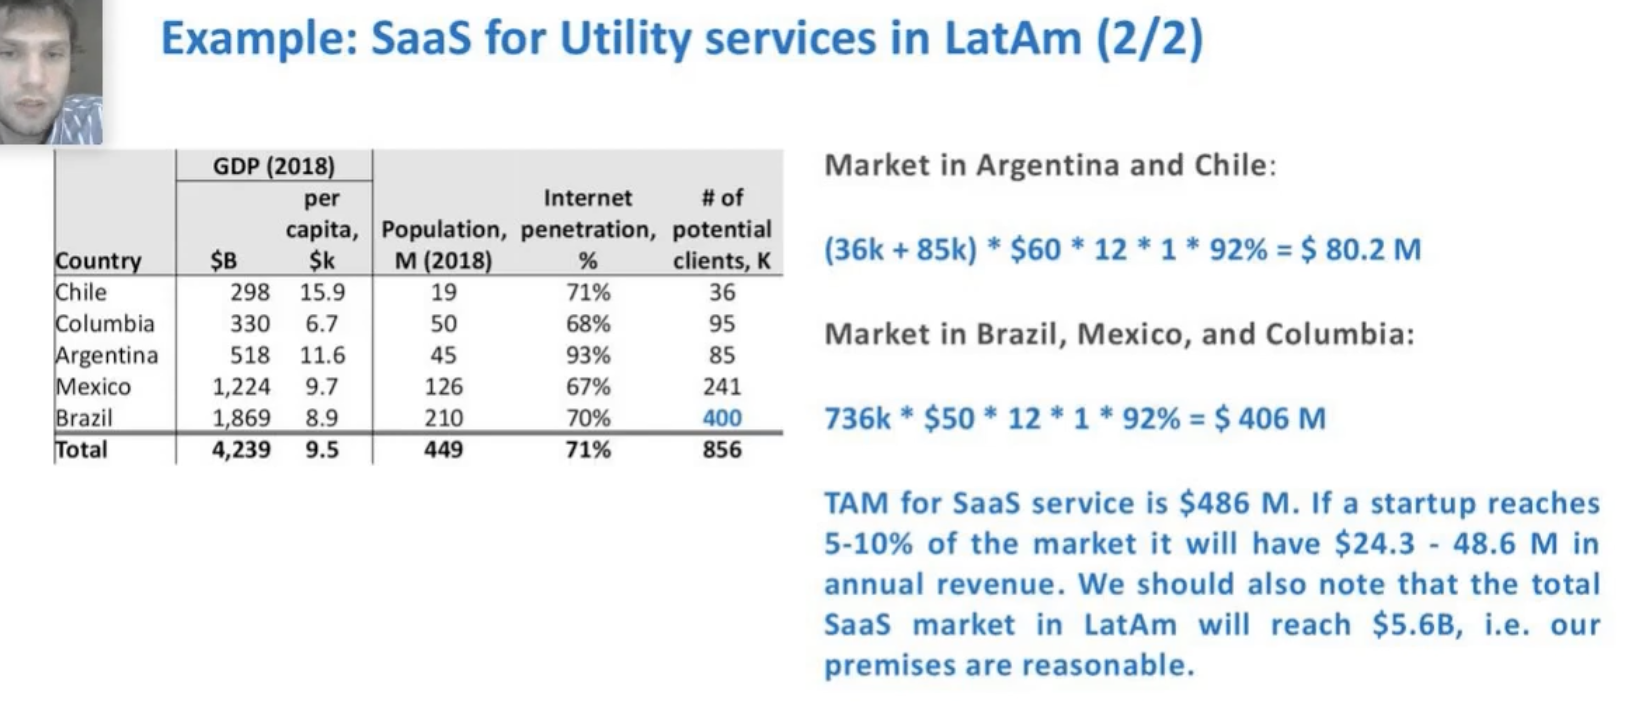 Example: SaaS for Utility services in LatAm (2/2)
GDP (2018)
per
Internet
# of
capita,
Population,
penetration,
potential
Country
$B
$k
M (2018)
%
clients, K
Chile 298 15.9 19 71% 36
Columbia 330 6.7 50 68% 95
Argentina 518 11.6 45 93% 85
Mexico 1,224 9.7 126 67% 241
Brazil 1,869 8.9 210 70% 400
Total 4,239 9.5 449 71% 856
Market in Argentina and Chile:
(36k + 85k) * $60 * 12 * 1 * 92% = $ 80.2 M
Market in Brazil, Mexico, and Columbia:
736k * $50 * 12 * 1 * 92% = $ 406 M
TAM for SaaS service is $486 M. If a startup reaches
5-10% of the market it will have $24.3 - 48.6 M in
annual revenue. We should also note that the total
SaaS market in LatAm will reach $5.6B, i.e. our
premises are reasonable.